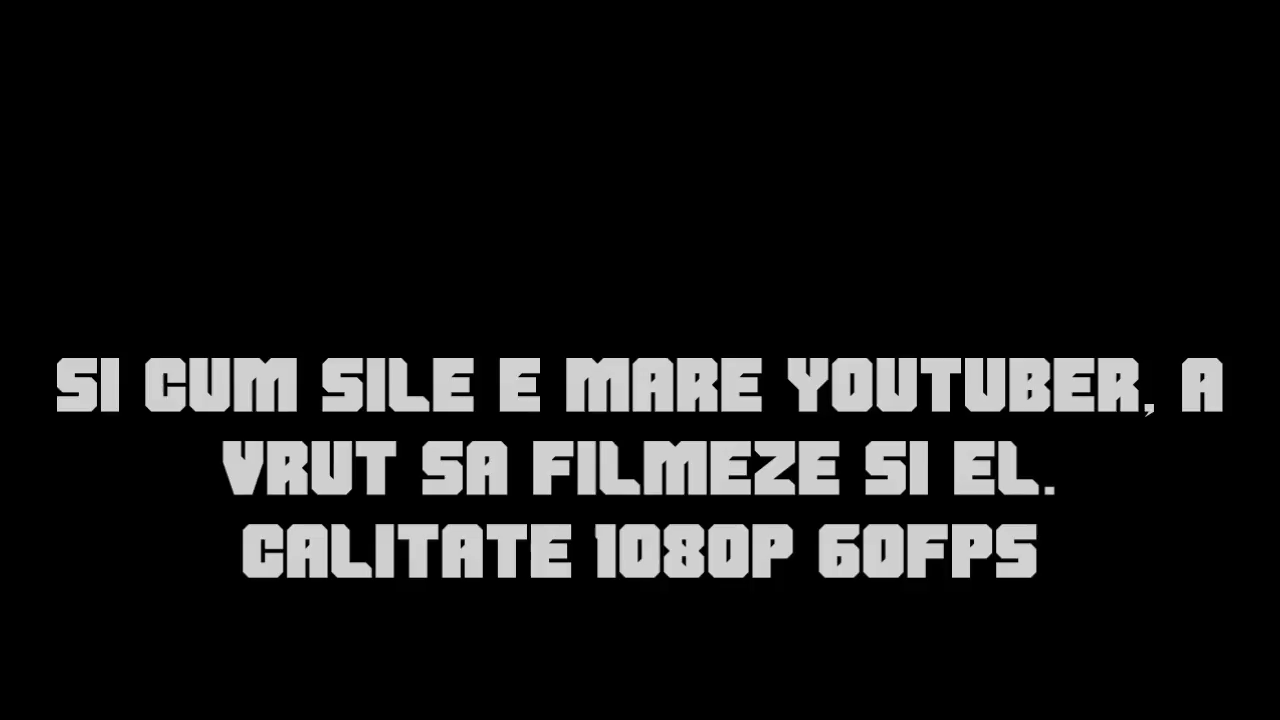 SI CUM SILE E MARE YOUTUBER, A
VRUT SA FILMEZE SI EL.
CALITATE 1080P 60FPS